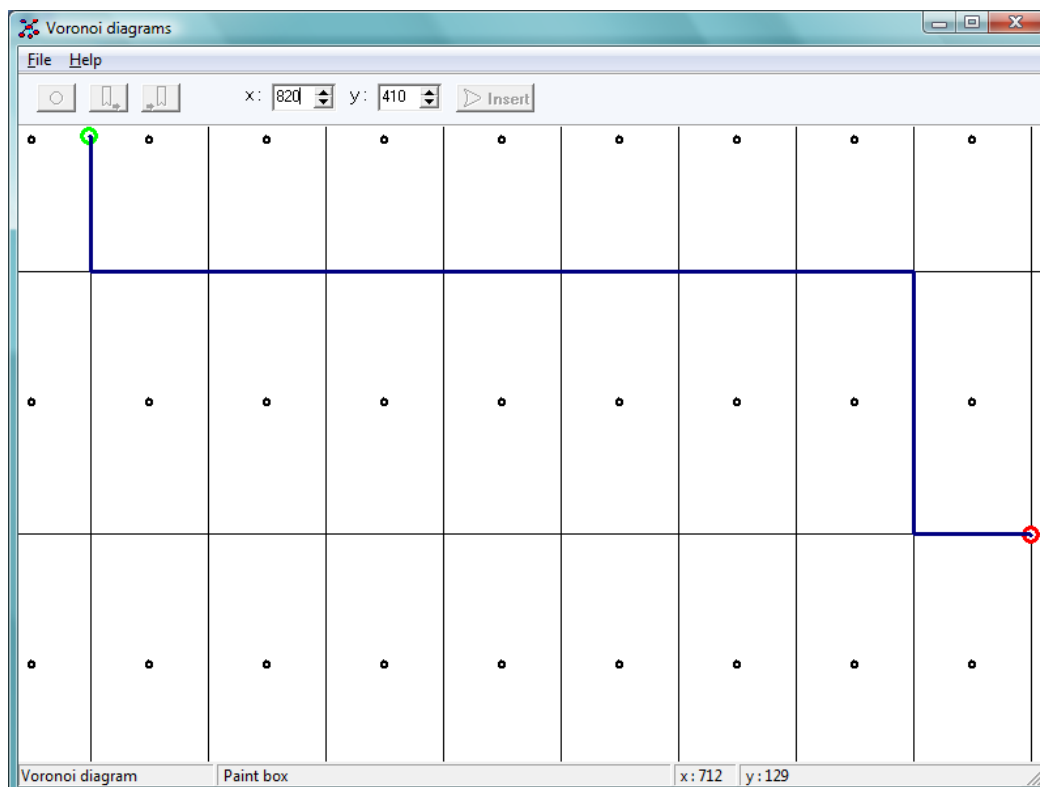 Voronoi diagrams
File Help
x: 820 y: 410 Insert
Voronoi diagram Paint box x:712 y:129